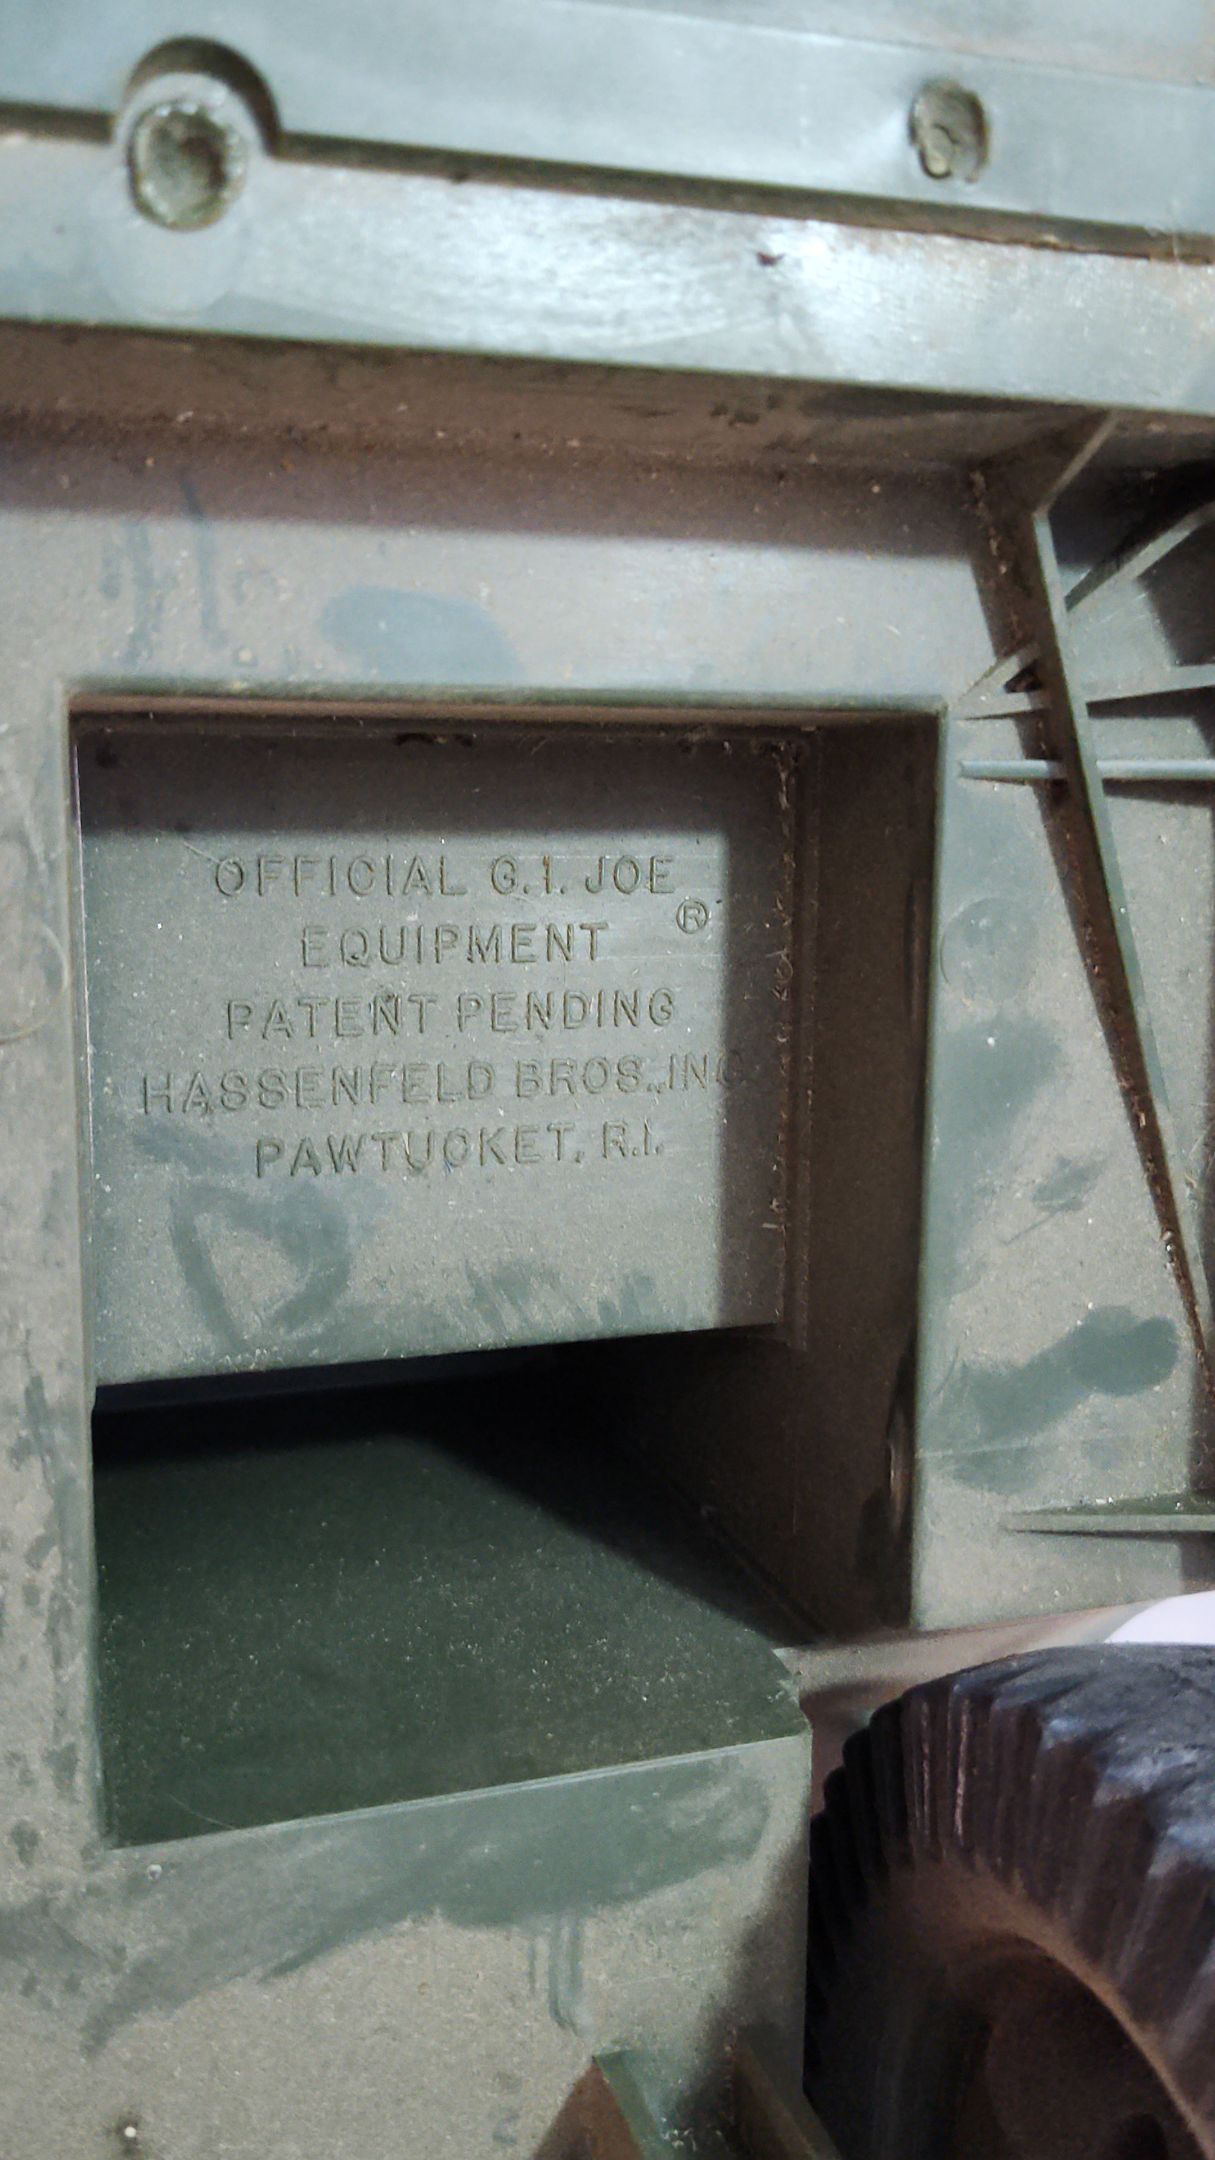 OFFICIAL G.I. JOE
®
EQUIPMENT
PATENT PENDING
HASSENFELD BROS., INC.
PAWTUCKET, R.I.